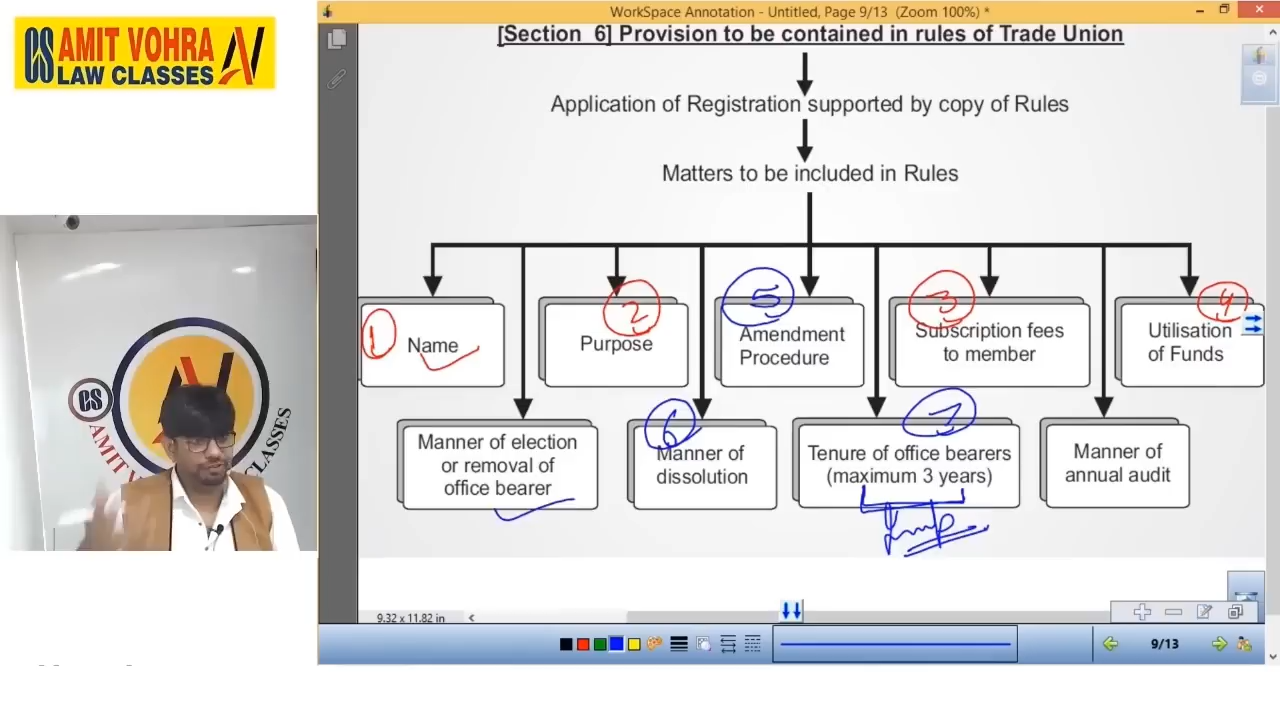 CS AMIT VOHRA
LAW CLASSES
WorkSpace Annotation - Untitled, Page 9/13 (Zoom 100%) *
[Section 6] Provision to be contained in rules of Trade Union
Application of Registration supported by copy of Rules
Matters to be included in Rules
1
Name
2
Purpose
5
Amendment
Procedure
3
Subscription fees
to member
4
Utilisation
of Funds
Manner of election
or removal of
office bearer
6
Manner of
dissolution
7
Tenure of office bearers
(maximum 3 years)
Imp
Manner of
annual audit
CS
AMIT
CLASSES
9.32 x 11.82 in
9/13